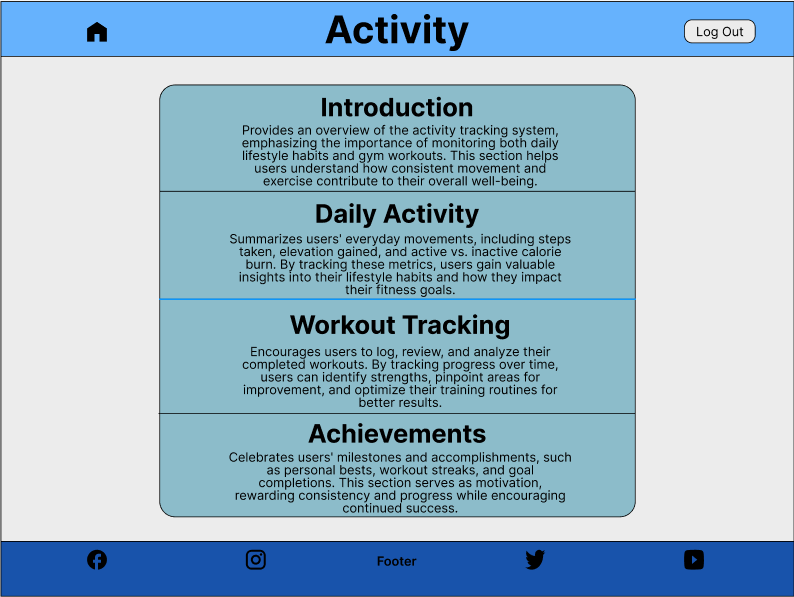 Activity
Log Out
Introduction
Provides an overview of the activity tracking system,
emphasizing the importance of monitoring both daily
lifestyle habits and gym workouts. This section helps
users understand how consistent movement and
exercise contribute to their overall well-being.
Daily Activity
Summarizes users' everyday movements, including steps
taken, elevation gained, and active vs. inactive calorie
burn. By tracking these metrics, users gain valuable
insights into their lifestyle habits and how they impact
their fitness goals.
Workout Tracking
Encourages users to log, review, and analyze their
completed workouts. By tracking progress over time,
users can identify strengths, pinpoint areas for
improvement, and optimize their training routines for
better results.
Achievements
Celebrates users' milestones and accomplishments, such
as personal bests, workout streaks, and goal
completions. This section serves as motivation,
rewarding consistency and progress while encouraging
continued success.
Footer